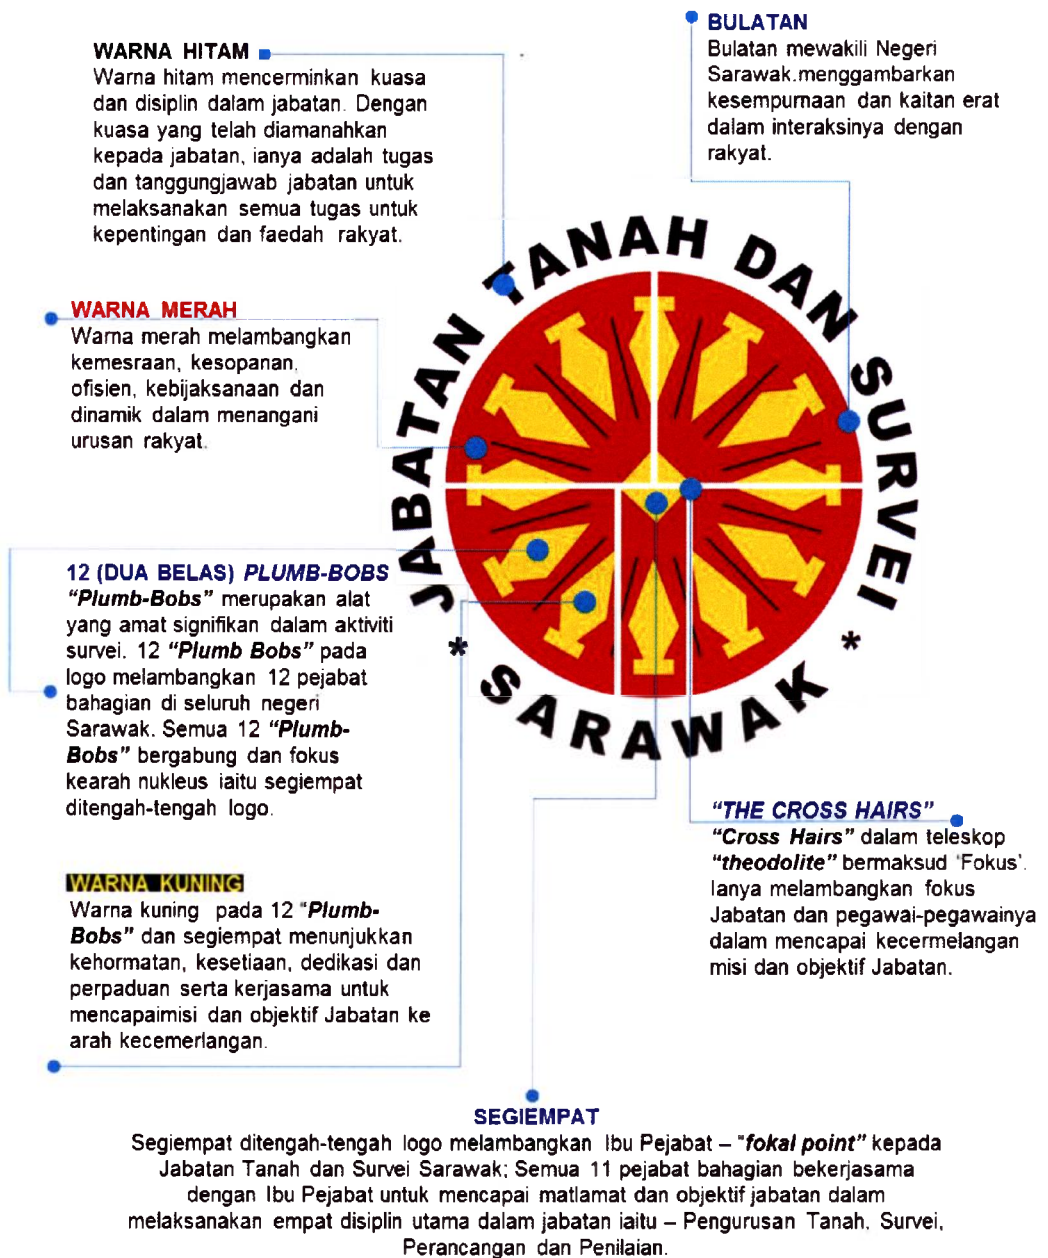 WARNA HITAM
Warna hitam mencerminkan kuasa
dan disiplin dalam jabatan. Dengan
kuasa yang telah diamanahkan
kepada jabatan, ianya adalah tugas
dan tanggungjawab jabatan untuk
melaksanakan semua tugas untuk
kepentingan dan faedah rakyat.
BULATAN
Bulatan mewakili Negeri
Sarawak.menggambarkan
kesempurnaan dan kaitan erat
dalam interaksinya dengan
rakyat.
WARNA MERAH
Warna merah melambangkan
kemesraan, kesopanan,
ofisien, kebijaksanaan dan
dinamik dalam menangani
urusan rakyat.
JABATAN TANAH DAN SURVEI
* SARAWAK *
12 (DUA BELAS) PLUMB-BOBS
"Plumb-Bobs" merupakan alat
yang amat signifikan dalam aktiviti
survei. 12 "Plumb Bobs" pada
logo melambangkan 12 pejabat
bahagian di seluruh negeri
Sarawak. Semua 12 "Plumb-
Bobs" bergabung dan fokus
kearah nukleus iaitu segiempat
ditengah-tengah logo.
WARNA KUNING
Warna kuning pada 12 "Plumb-
Bobs" dan segiempat menunjukkan
kehormatan, kesetiaan, dedikasi dan
perpaduan serta kerjasama untuk
mencapaimisi dan objektif Jabatan ke
arah kecemerlangan.
"THE CROSS HAIRS"
"Cross Hairs" dalam teleskop
"theodolite" bermaksud 'Fokus'.
Ianya melambangkan fokus
Jabatan dan pegawai-pegawainya
dalam mencapai kecermelangan
misi dan objektif Jabatan.
SEGIEMPAT
Segiempat ditengah-tengah logo melambangkan Ibu Pejabat – "fokal point" kepada
Jabatan Tanah dan Survei Sarawak; Semua 11 pejabat bahagian bekerjasama
dengan Ibu Pejabat untuk mencapai matlamat dan objektif jabatan dalam
melaksanakan empat disiplin utama dalam jabatan iaitu – Pengurusan Tanah, Survei,
Perancangan dan Penilaian.